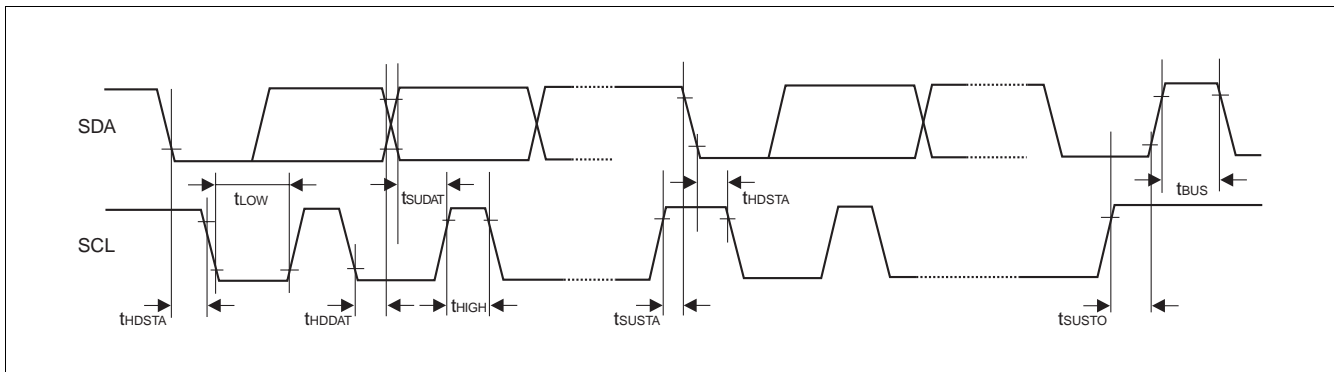 SDA
tLOW
tSUDAT
tHDSTA
tBUS
SCL
tHDSTA
tHDDAT
tHIGH
tSUSTA
tSUSTO